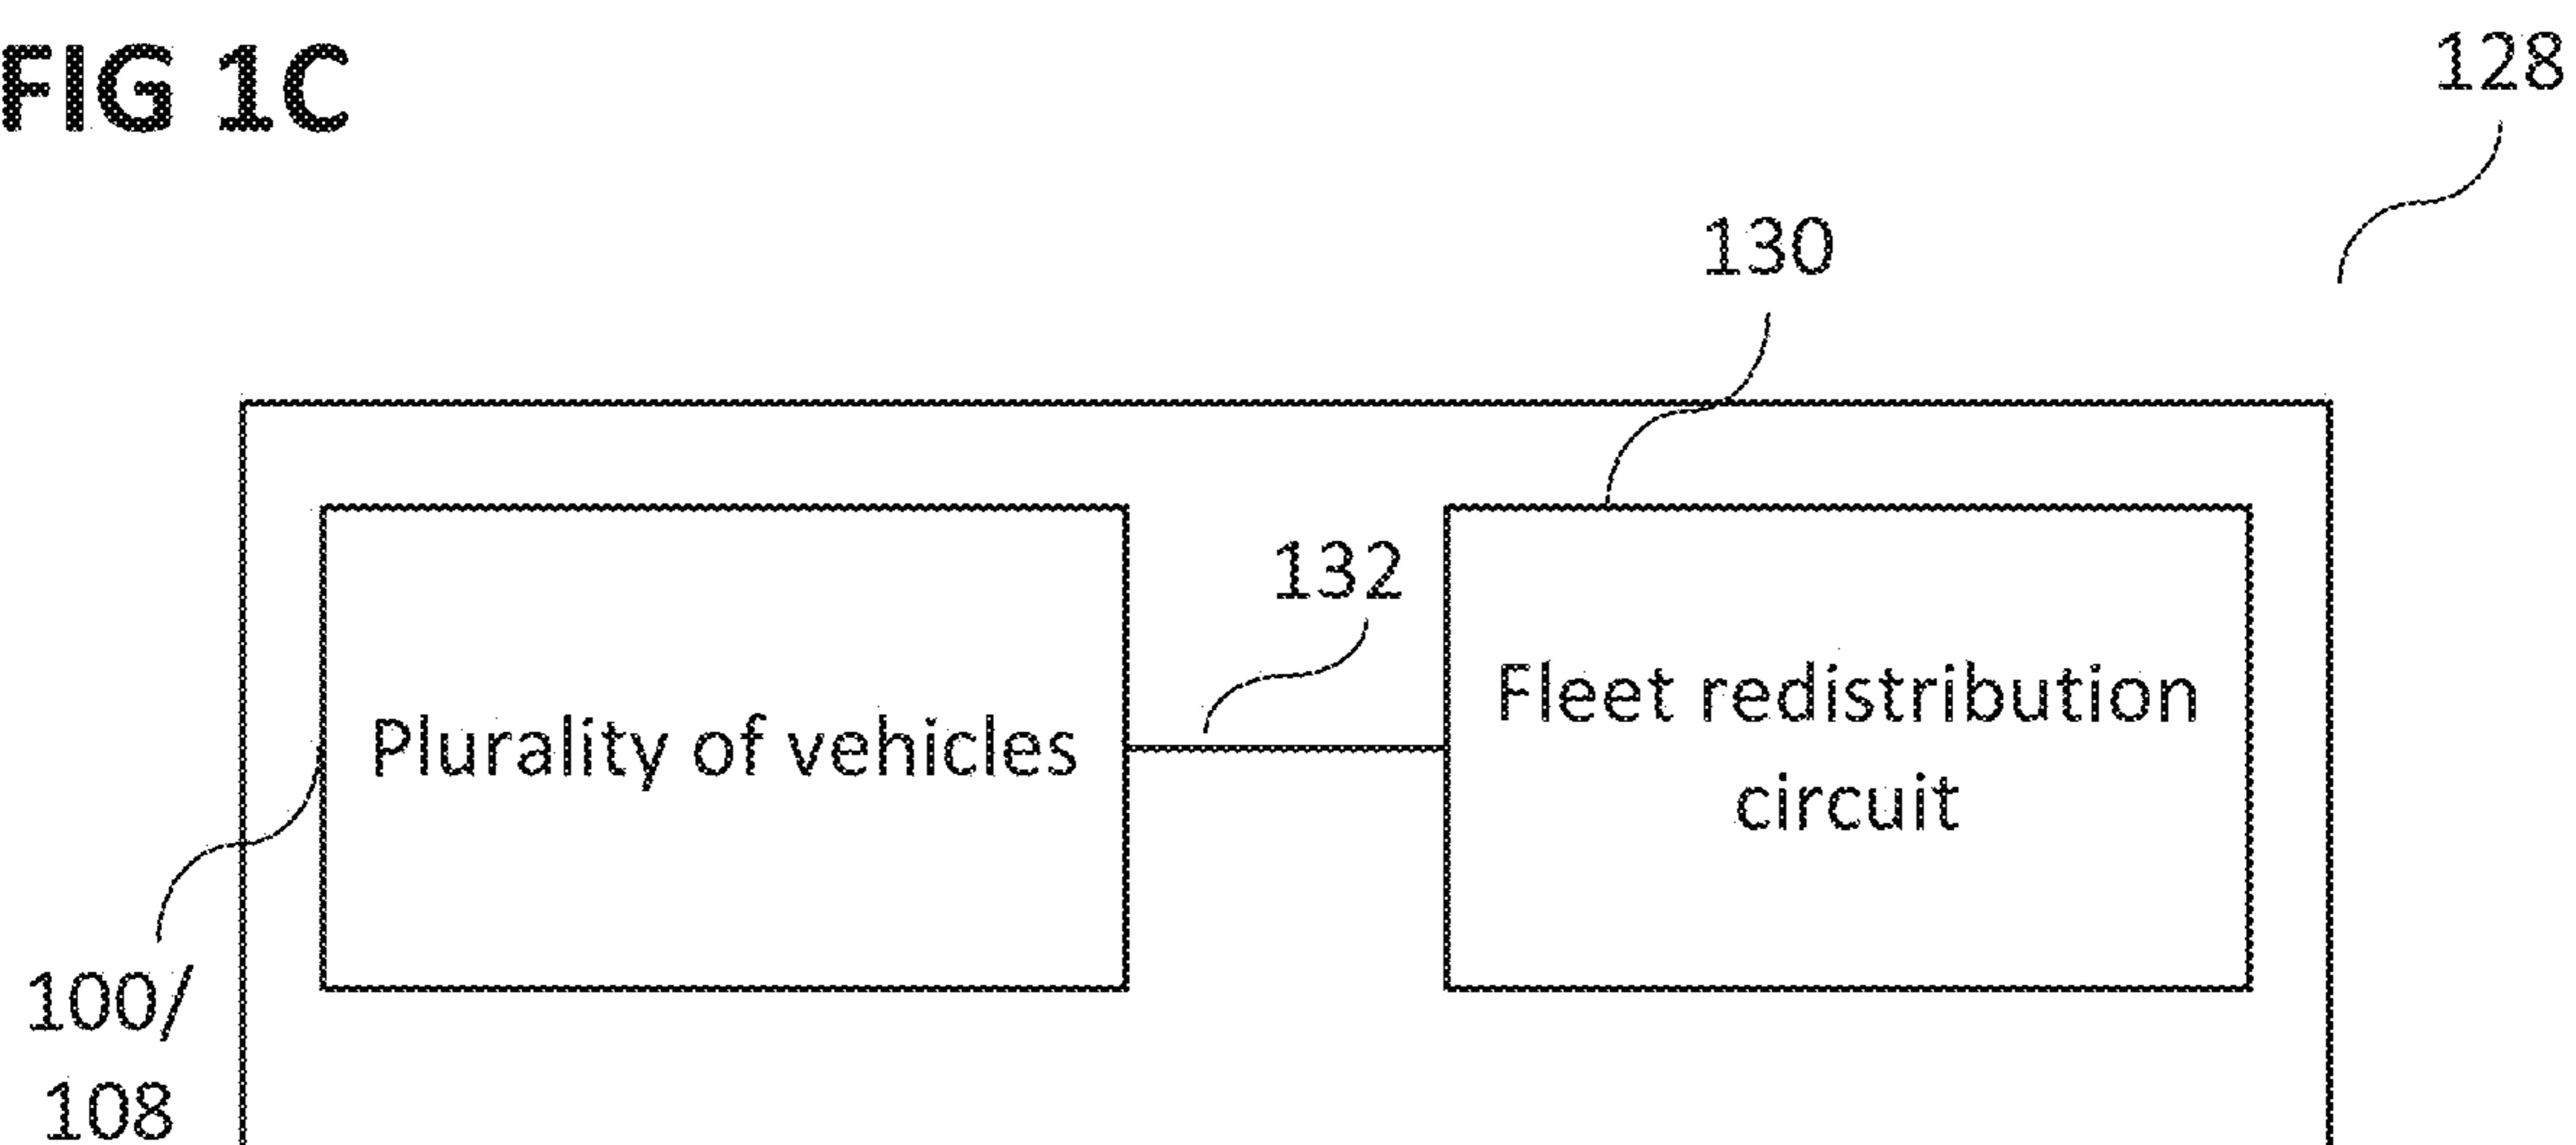 FIG 1C
128
130
132
Plurality of vehicles
Fleet redistribution
circuit
100/
108